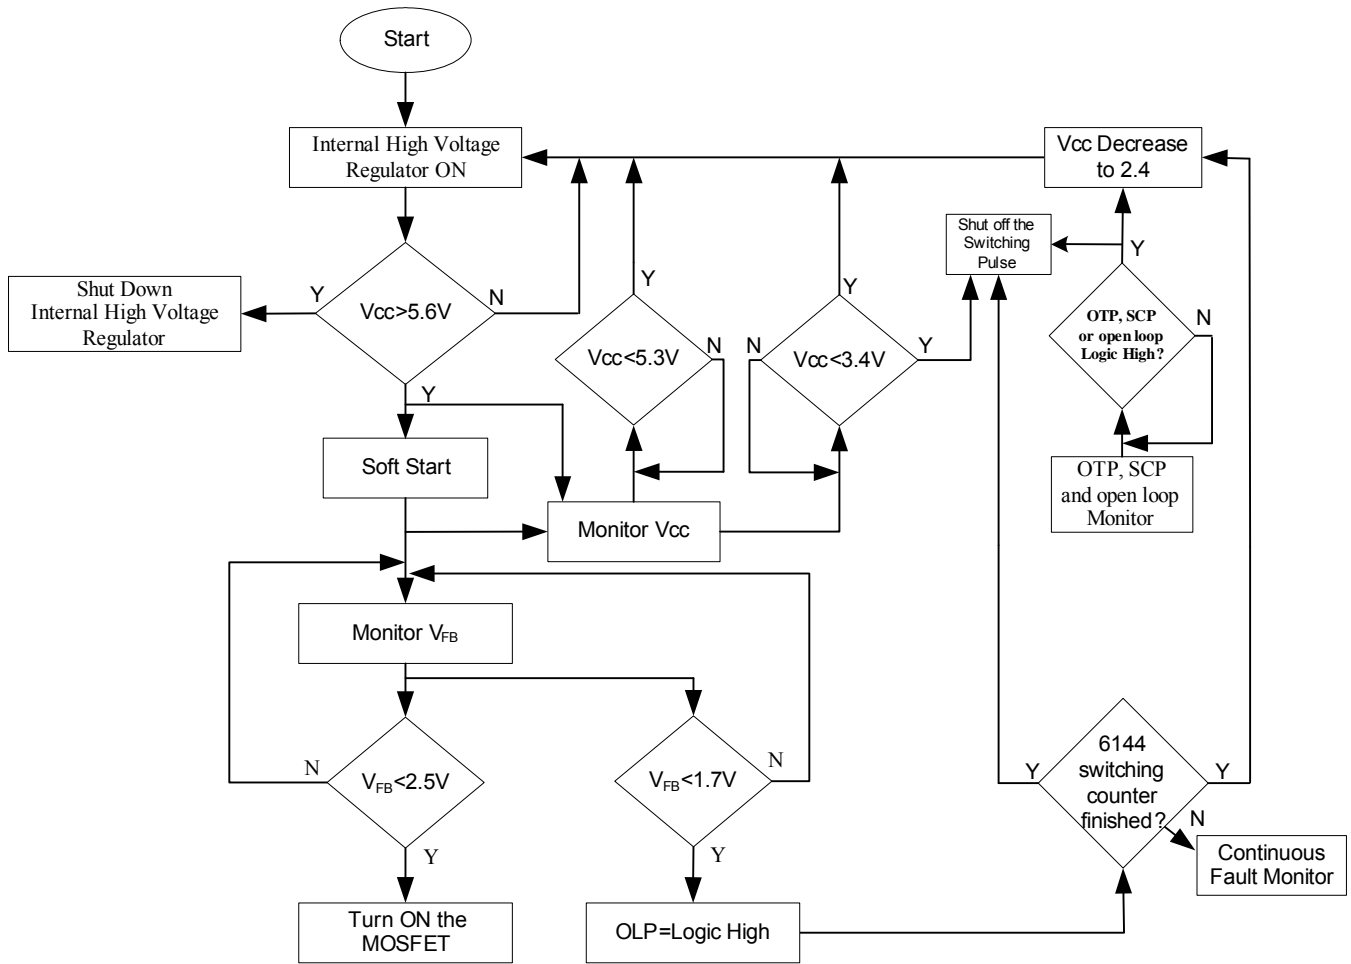 Start
Internal High Voltage
Regulator ON
Vcc Decrease
to 2.4
Shut off the
Switching
Pulse
Y
Shut Down
Internal High Voltage
Regulator
Y
Vcc>5.6V
N
Y
Vcc<5.3V
N
Y
N
Vcc<3.4V
Y
OTP, SCP
or open loop
Logic High?
N
Y
Soft Start
Monitor Vcc
OTP, SCP
and open loop
Monitor
Monitor VFB
N
VFB<2.5V
Y
VFB<1.7V
N
Y
Y
6144
switching
counter
finished?
Y
N
Continuous
Fault Monitor
Turn ON the
MOSFET
OLP=Logic High